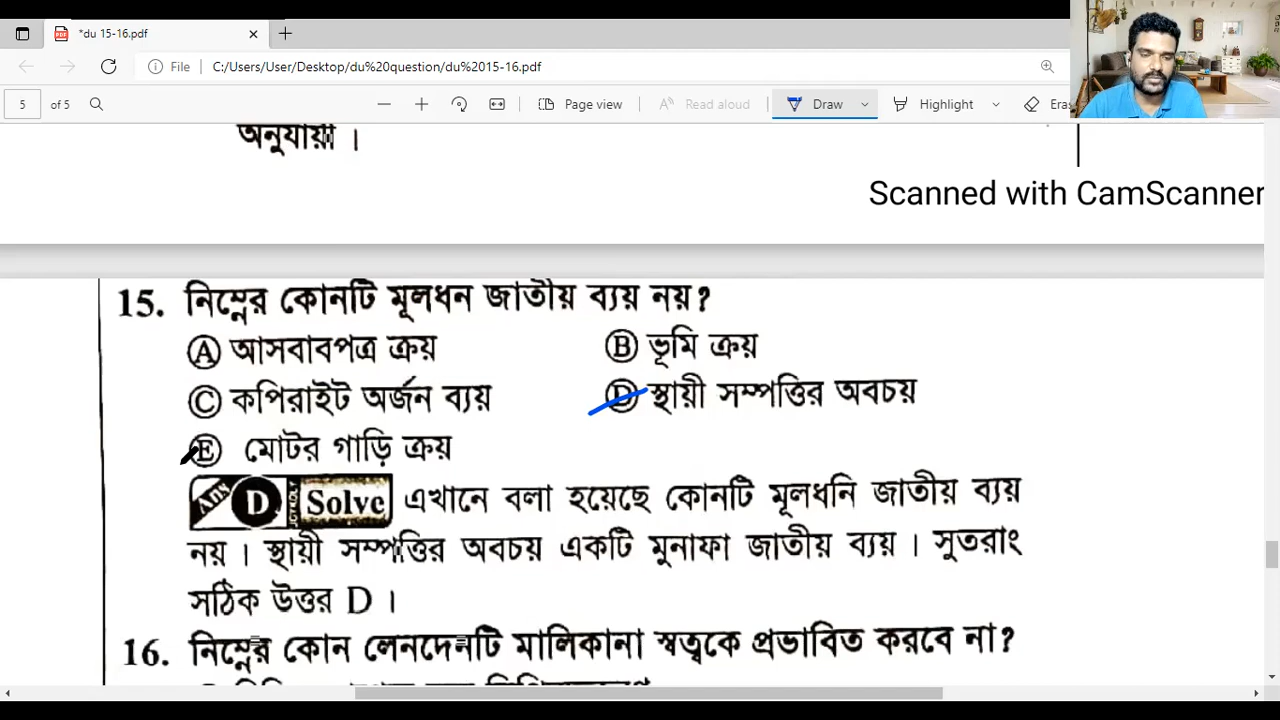 *du 15-16.pdf
File C:/Users/User/Desktop/du%20question/du%2015-16.pdf
5 of 5 Page view Read aloud Draw Highlight Eras
অনুযায়ী ।
Scanned with CamScanner
15. নিম্নের কোনটি মূলধন জাতীয় ব্যয় নয়?
Ⓐ আসবাবপত্র ক্রয় Ⓑ ভূমি ক্রয়
Ⓒ কপিরাইট অর্জন ব্যয় Ⓓ স্থায়ী সম্পত্তির অবচয়
Ⓔ মোটর গাড়ি ক্রয়
Ans D Solve এখানে বলা হয়েছে কোনটি মূলধনি জাতীয় ব্যয়
নয় । স্থায়ী সম্পত্তির অবচয় একটি মুনাফা জাতীয় ব্যয় । সুতরাং
সঠিক উত্তর D ।
16. নিম্নের কোন লেনদেনটি মালিকানা স্বত্বকে প্রভাবিত করবে না?